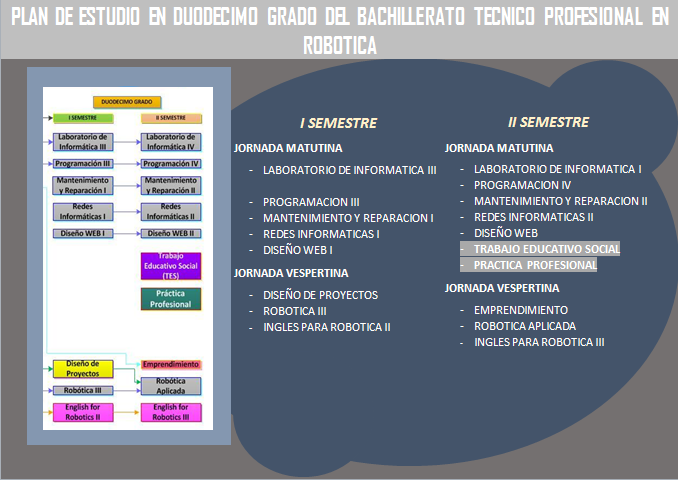 PLAN DE ESTUDIO EN DUODECIMO GRADO DEL BACHILLERATO TECNICO PROFESIONAL EN
ROBOTICA
DUODECIMO GRADO
I SEMESTRE
II SEMESTRE
Laboratorio de
Informática III
Laboratorio de
Informática IV
Programación III
Programación IV
Mantenimiento
y Reparación I
Mantenimiento
y Reparación II
Redes
Informáticas I
Redes
Informáticas II
Diseño WEB I
Diseño WEB II
Trabajo
Educativo Social
(TES)
Práctica
Profesional
Diseño de
Proyectos
Emprendimiento
Robótica III
Robótica
Aplicada
English for
Robotics II
English for
Robotics III
I SEMESTRE
JORNADA MATUTINA
- LABORATORIO DE INFORMATICA III
- PROGRAMACION III
- MANTENIMIENTO Y REPARACION I
- REDES INFORMATICAS I
- DISEÑO WEB I
JORNADA VESPERTINA
- DISEÑO DE PROYECTOS
- ROBOTICA III
- INGLES PARA ROBOTICA II
II SEMESTRE
JORNADA MATUTINA
- LABORATORIO DE INFORMATICA I
- PROGRAMACION IV
- MANTENIMIENTO Y REPARACION II
- REDES INFORMATICAS II
- DISEÑO WEB
- TRABAJO EDUCATIVO SOCIAL
- PRACTICA PROFESIONAL
JORNADA VESPERTINA
- EMPRENDIMIENTO
- ROBOTICA APLICADA
- INGLES PARA ROBOTICA III